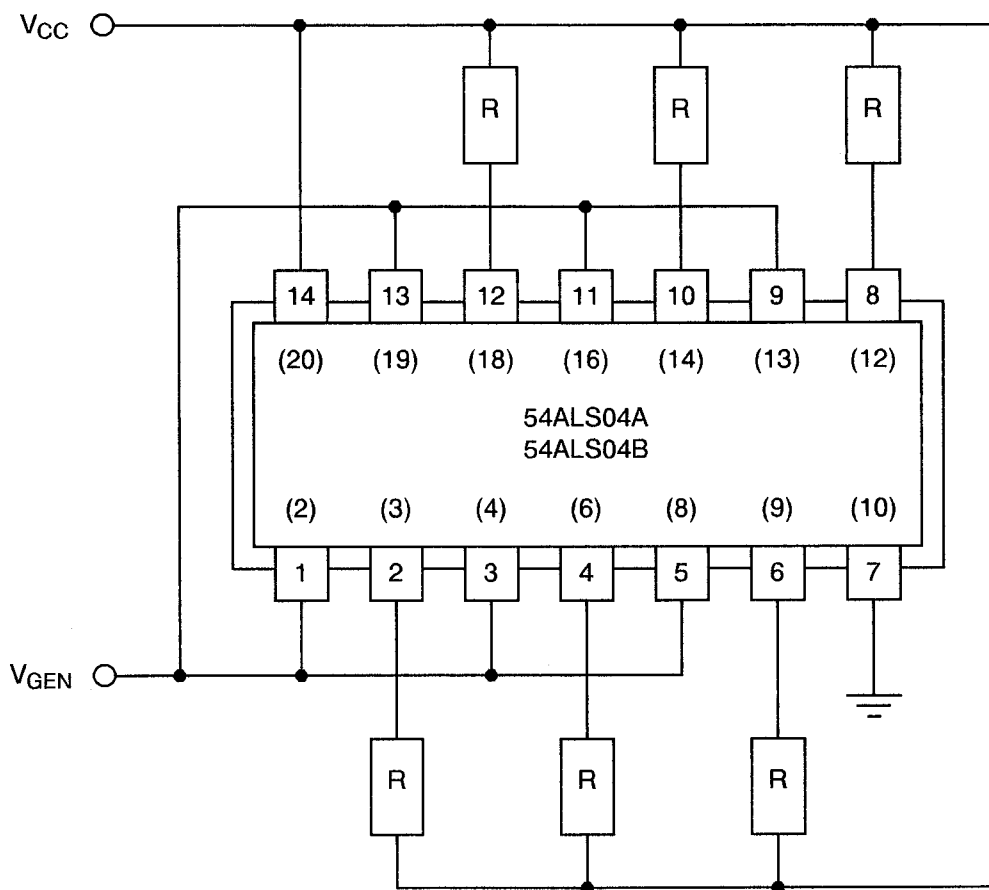 VCC
R R R
14 13 12 11 10 9 8
(20) (19) (18) (16) (14) (13) (12)
54ALS04A
54ALS04B
(2) (3) (4) (6) (8) (9) (10)
1 2 3 4 5 6 7
VGEN
R R R